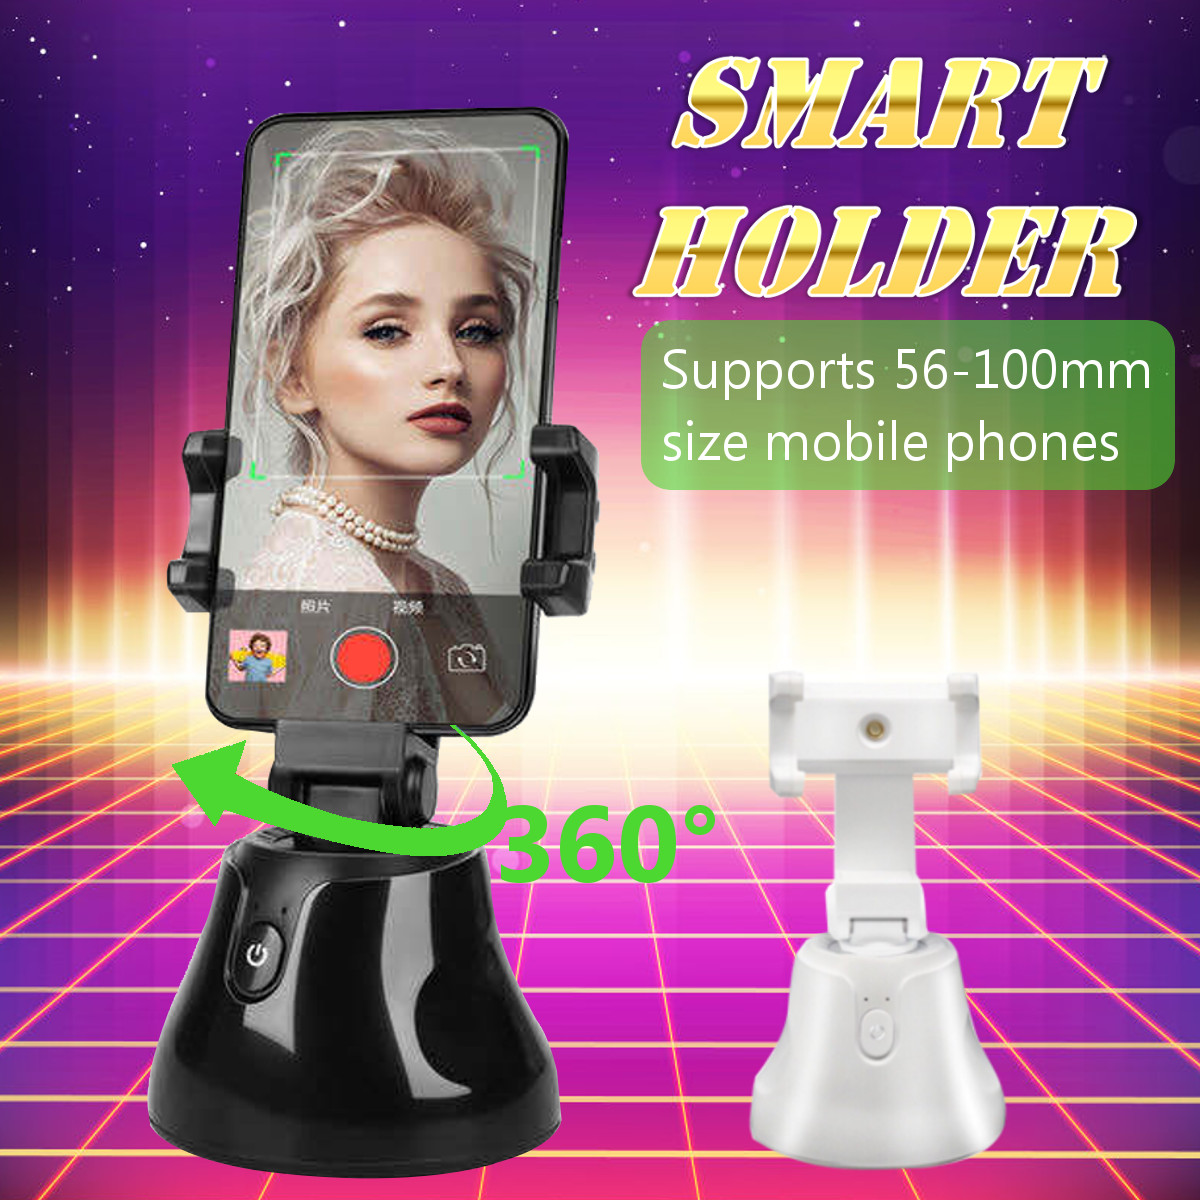 SMART
HOLDER
Supports 56-100mm
size mobile phones
照片 视频
360°